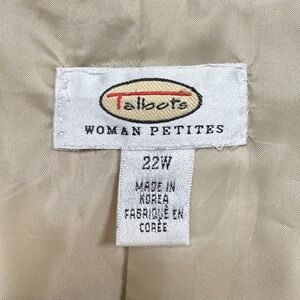 Talbots
WOMAN PETITES
22W
MADE IN
KOREA
FABRIQUÉ EN
CORÉE